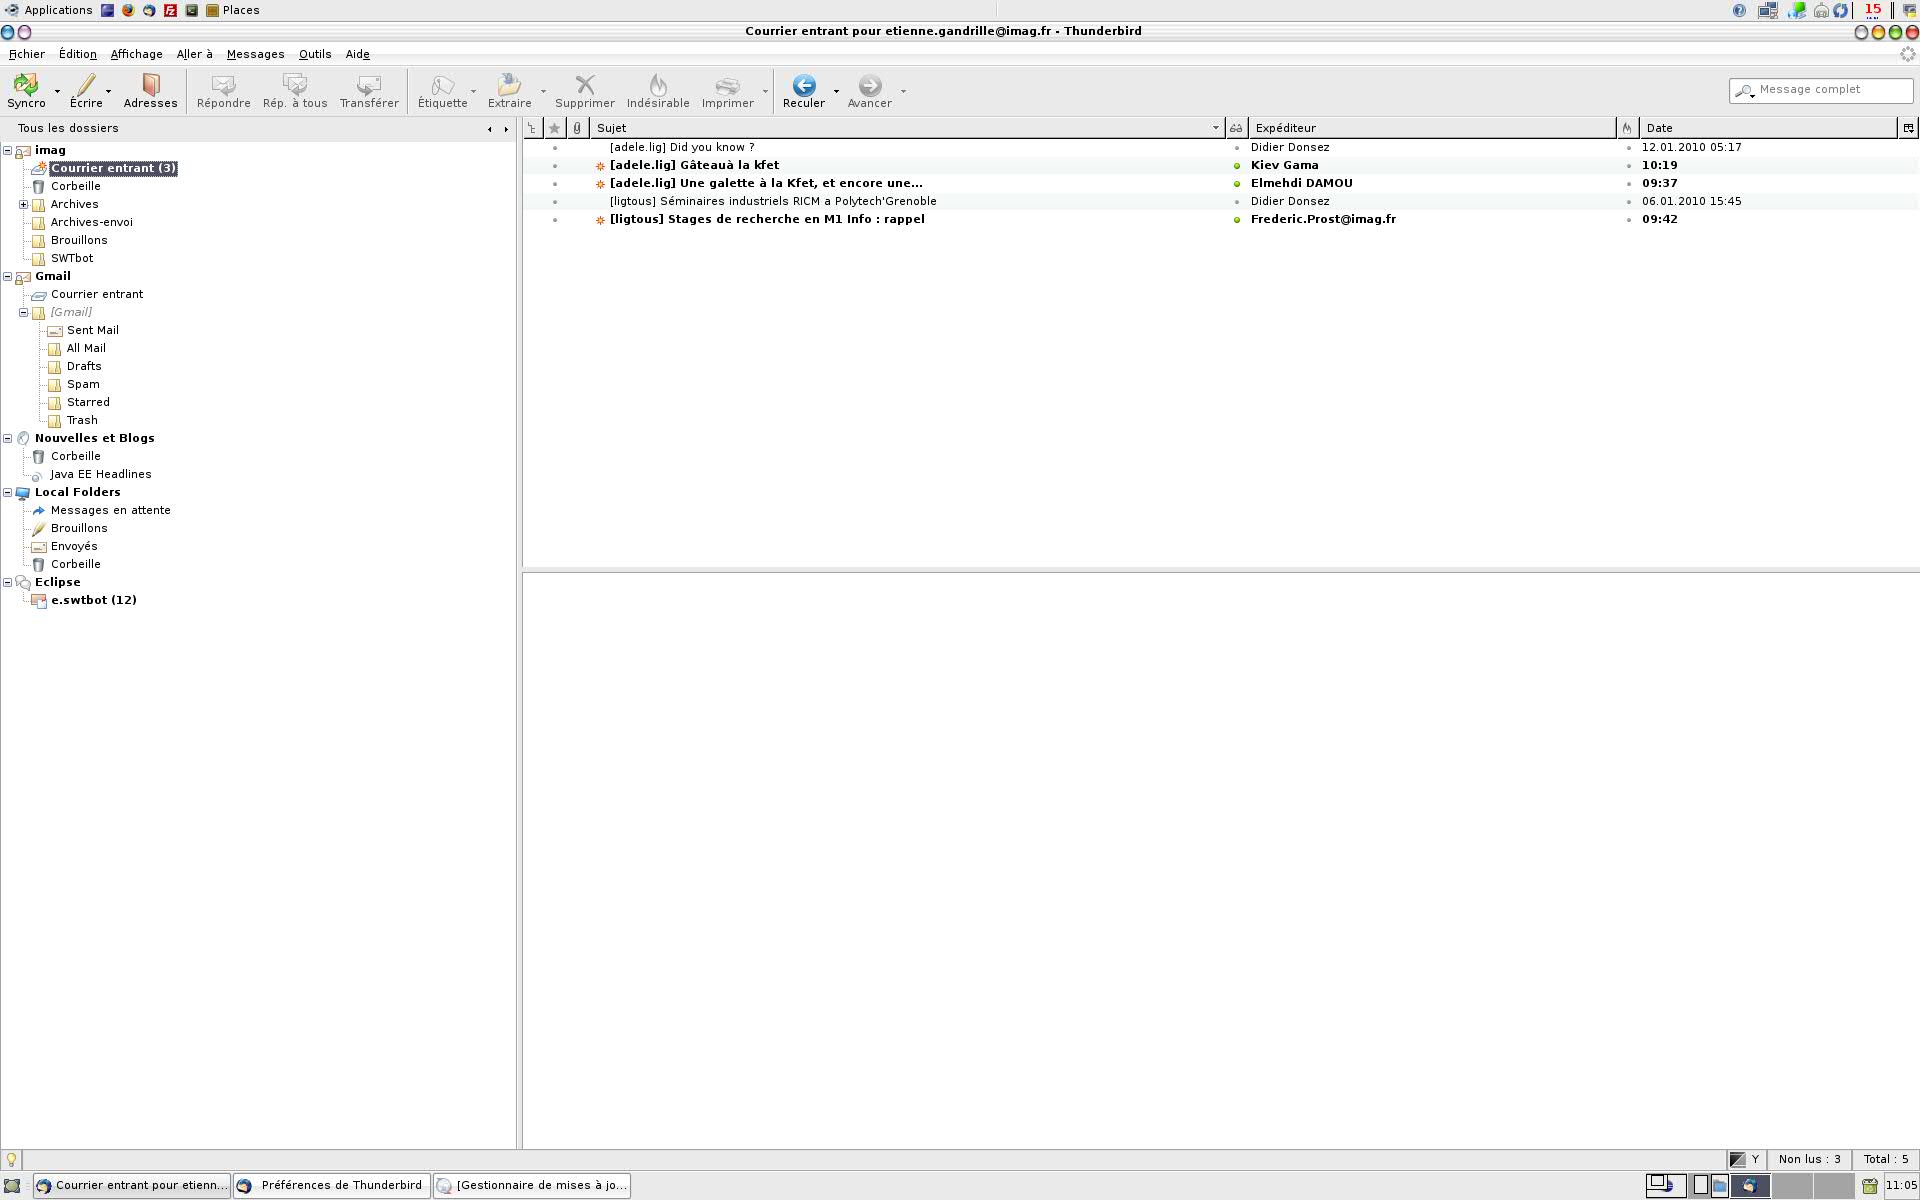 Applications Places 15
Courrier entrant pour etienne.gandrille@imag.fr - Thunderbird
Fichier Édition Affichage Aller à Messages Outils Aide
Syncro Écrire Adresses Répondre Rép. à tous Transférer Étiquette Extraire Supprimer Indésirable Imprimer Reculer Avancer Message complet
Tous les dossiers
imag
Courrier entrant (3)
Corbeille
Archives
Archives-envoi
Brouillons
SWTbot
Gmail
Courrier entrant
[Gmail]
Sent Mail
All Mail
Drafts
Spam
Starred
Trash
Nouvelles et Blogs
Corbeille
Java EE Headlines
Local Folders
Messages en attente
Brouillons
Envoyés
Corbeille
Eclipse
e.swtbot (12)
Sujet Expéditeur Date
[adele.lig] Did you know ? Didier Donsez 12.01.2010 05:17
[adele.lig] Gâteauà la kfet Kiev Gama 10:19
[adele.lig] Une galette à la Kfet, et encore une... Elmehdi DAMOU 09:37
[ligtous] Séminaires industriels RICM a Polytech'Grenoble Didier Donsez 06.01.2010 15:45
[ligtous] Stages de recherche en M1 Info : rappel Frederic.Prost@imag.fr 09:42
Y Non lus : 3 Total : 5
Courrier entrant pour etienn... Préférences de Thunderbird [Gestionnaire de mises à jo... 11:05